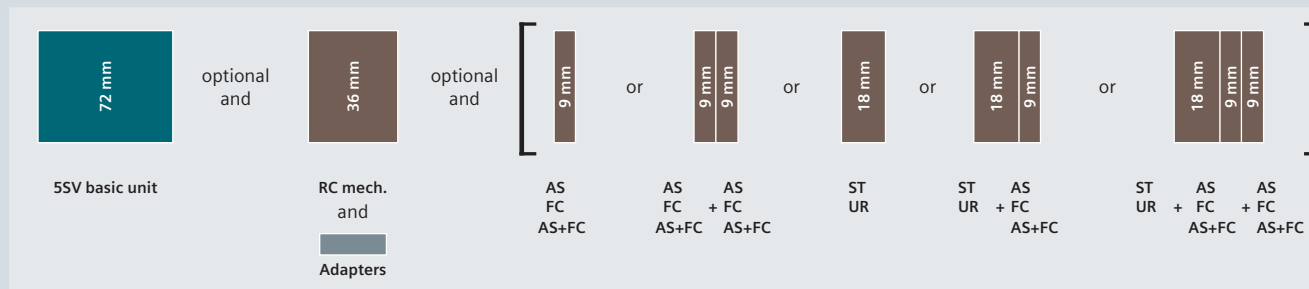 72 mm
optional
and
36 mm
optional
and
9 mm
or
9 mm
9 mm
or
18 mm
or
18 mm
9 mm
or
18 mm
9 mm
9 mm
5SV basic unit
RC mech.
and
Adapters
AS
FC
AS+FC
AS AS
FC + FC
AS+FC AS+FC
ST
UR
ST AS
UR + FC
AS+FC
ST AS AS
UR + FC + FC
AS+FC AS+FC